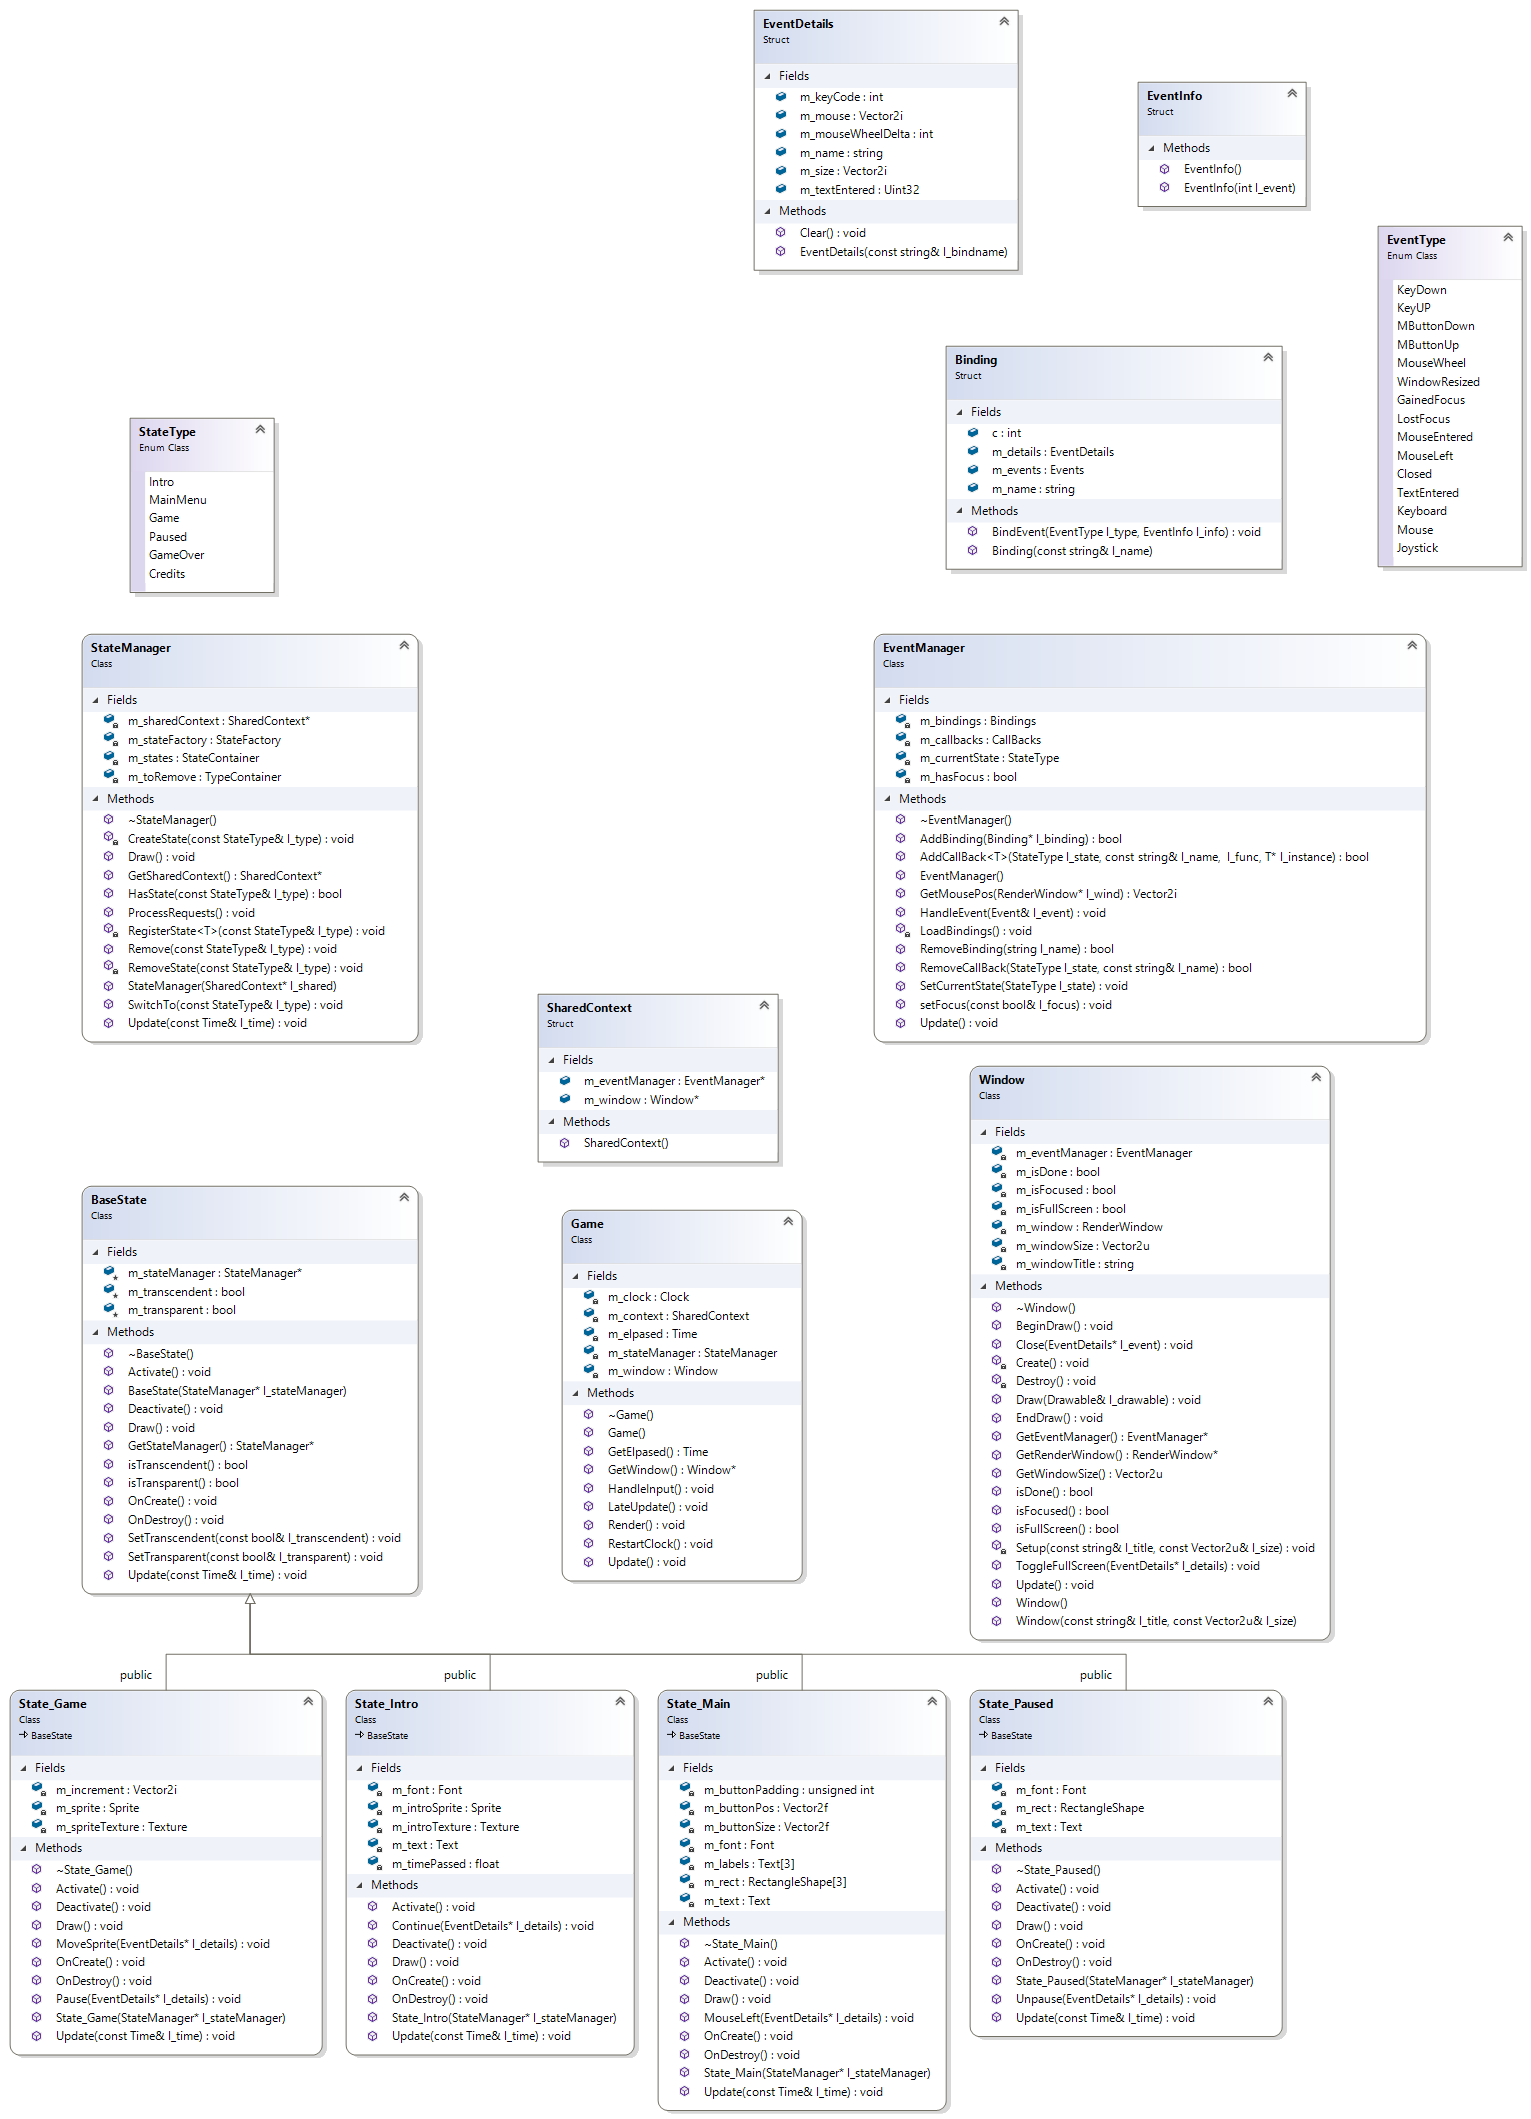 EventDetails
Struct
Fields
m_keyCode : int
m_mouse : Vector2i
m_mouseWheelDelta : int
m_name : string
m_size : Vector2i
m_textEntered : Uint32
Methods
Clear() : void
EventDetails(const string& l_bindname)
EventInfo
Struct
Methods
EventInfo()
EventInfo(int l_event)
EventType
Enum Class
KeyDown
KeyUP
MButtonDown
MButtonUp
MouseWheel
WindowResized
GainedFocus
LostFocus
MouseEntered
MouseLeft
Closed
TextEntered
Keyboard
Mouse
Joystick
Binding
Struct
Fields
c : int
m_details : EventDetails
m_events : Events
m_name : string
Methods
BindEvent(EventType l_type, EventInfo l_info) : void
Binding(const string& l_name)
StateType
Enum Class
Intro
MainMenu
Game
Paused
GameOver
Credits
StateManager
Class
Fields
m_sharedContext : SharedContext*
m_stateFactory : StateFactory
m_states : StateContainer
m_toRemove : TypeContainer
Methods
~StateManager()
CreateState(const StateType& l_type) : void
Draw() : void
GetSharedContext() : SharedContext*
HasState(const StateType& l_type) : bool
ProcessRequests() : void
RegisterState<T>(const StateType& l_type) : void
Remove(const StateType& l_type) : void
RemoveState(const StateType& l_type) : void
StateManager(SharedContext* l_shared)
SwitchTo(const StateType& l_type) : void
Update(const Time& l_time) : void
EventManager
Class
Fields
m_bindings : Bindings
m_callbacks : CallBacks
m_currentState : StateType
m_hasFocus : bool
Methods
~EventManager()
AddBinding(Binding* l_binding) : bool
AddCallBack<T>(StateType l_state, const string& l_name,  l_func, T* l_instance) : bool
EventManager()
GetMousePos(RenderWindow* l_wind) : Vector2i
HandleEvent(Event& l_event) : void
LoadBindings() : void
RemoveBinding(string l_name) : bool
RemoveCallBack(StateType l_state, const string& l_name) : bool
SetCurrentState(StateType l_state) : void
setFocus(const bool& l_focus) : void
Update() : void
SharedContext
Struct
Fields
m_eventManager : EventManager*
m_window : Window*
Methods
SharedContext()
Window
Class
Fields
m_eventManager : EventManager
m_isDone : bool
m_isFocused : bool
m_isFullScreen : bool
m_window : RenderWindow
m_windowSize : Vector2u
m_windowTitle : string
Methods
~Window()
BeginDraw() : void
Close(EventDetails* l_event) : void
Create() : void
Destroy() : void
Draw(Drawable& l_drawable) : void
EndDraw() : void
GetEventManager() : EventManager*
GetRenderWindow() : RenderWindow*
GetWindowSize() : Vector2u
isDone() : bool
isFocused() : bool
isFullScreen() : bool
Setup(const string& l_title, const Vector2u& l_size) : void
ToggleFullScreen(EventDetails* l_details) : void
Update() : void
Window()
Window(const string& l_title, const Vector2u& l_size)
BaseState
Class
Fields
m_stateManager : StateManager*
m_transcendent : bool
m_transparent : bool
Methods
~BaseState()
Activate() : void
BaseState(StateManager* l_stateManager)
Deactivate() : void
Draw() : void
GetStateManager() : StateManager*
isTranscendent() : bool
isTransparent() : bool
OnCreate() : void
OnDestroy() : void
SetTranscendent(const bool& l_transcendent) : void
SetTransparent(const bool& l_transparent) : void
Update(const Time& l_time) : void
Game
Class
Fields
m_clock : Clock
m_context : SharedContext
m_elpased : Time
m_stateManager : StateManager
m_window : Window
Methods
~Game()
Game()
GetElpased() : Time
GetWindow() : Window*
HandleInput() : void
LateUpdate() : void
Render() : void
RestartClock() : void
Update() : void
public
public
public
public
State_Game
Class
BaseState
Fields
m_increment : Vector2i
m_sprite : Sprite
m_spriteTexture : Texture
Methods
~State_Game()
Activate() : void
Deactivate() : void
Draw() : void
MoveSprite(EventDetails* l_details) : void
OnCreate() : void
OnDestroy() : void
Pause(EventDetails* l_details) : void
State_Game(StateManager* l_stateManager)
Update(const Time& l_time) : void
State_Intro
Class
BaseState
Fields
m_font : Font
m_introSprite : Sprite
m_introTexture : Texture
m_text : Text
m_timePassed : float
Methods
Activate() : void
Continue(EventDetails* l_details) : void
Deactivate() : void
Draw() : void
OnCreate() : void
OnDestroy() : void
State_Intro(StateManager* l_stateManager)
Update(const Time& l_time) : void
State_Main
Class
BaseState
Fields
m_buttonPadding : unsigned int
m_buttonPos : Vector2f
m_buttonSize : Vector2f
m_font : Font
m_labels : Text[3]
m_rect : RectangleShape[3]
m_text : Text
Methods
~State_Main()
Activate() : void
Deactivate() : void
Draw() : void
MouseLeft(EventDetails* l_details) : void
OnCreate() : void
OnDestroy() : void
State_Main(StateManager* l_stateManager)
Update(const Time& l_time) : void
State_Paused
Class
BaseState
Fields
m_font : Font
m_rect : RectangleShape
m_text : Text
Methods
~State_Paused()
Activate() : void
Deactivate() : void
Draw() : void
OnCreate() : void
OnDestroy() : void
State_Paused(StateManager* l_stateManager)
Unpause(EventDetails* l_details) : void
Update(const Time& l_time) : void